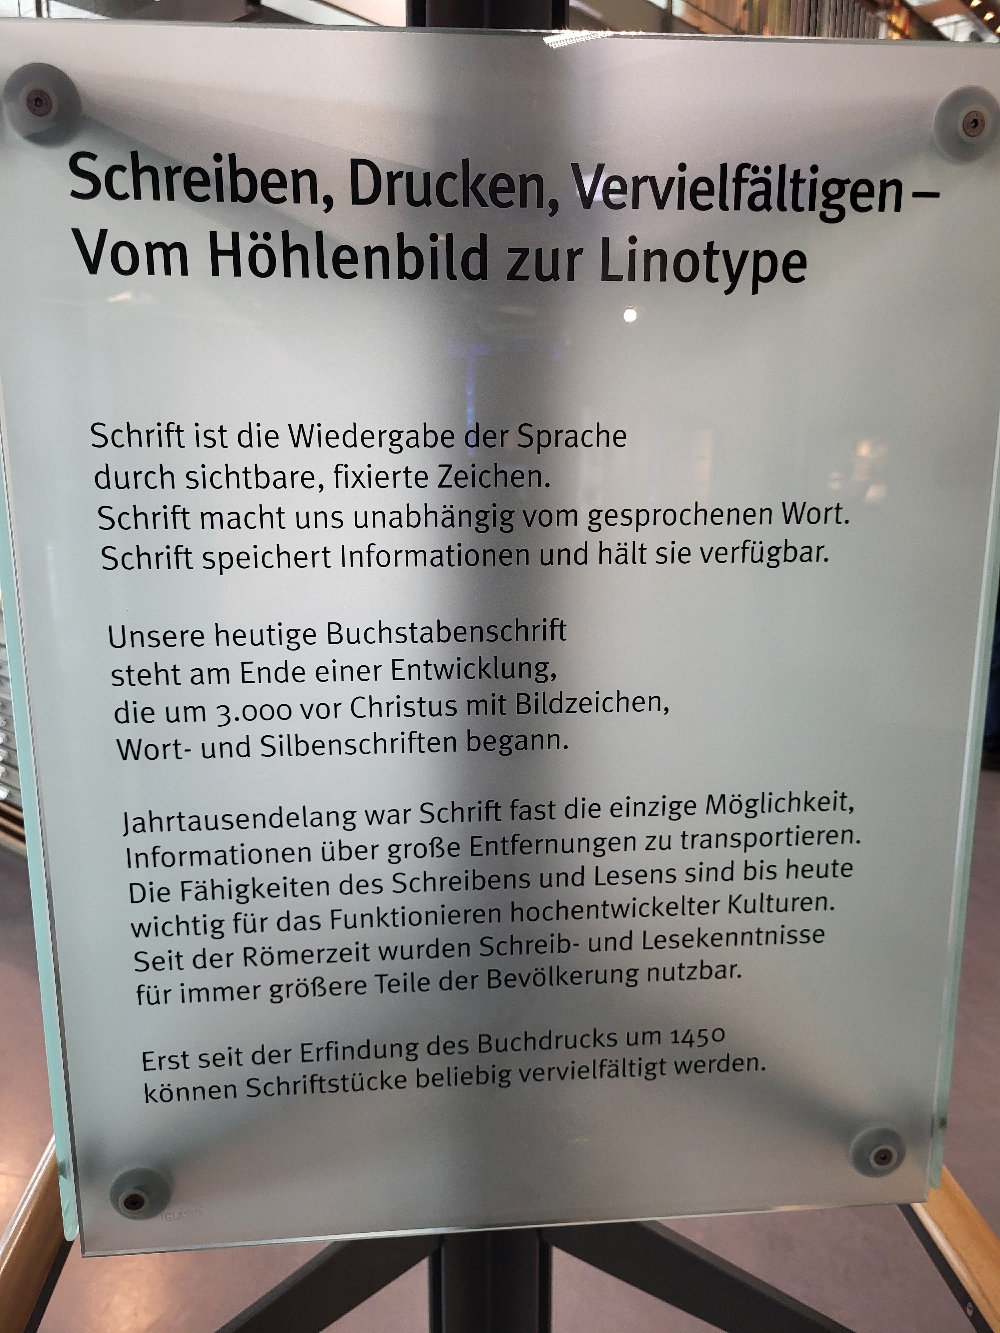 Schreiben, Drucken, Vervielfältigen –
Vom Höhlenbild zur Linotype
Schrift ist die Wiedergabe der Sprache
durch sichtbare, fixierte Zeichen.
Schrift macht uns unabhängig vom gesprochenen Wort.
Schrift speichert Informationen und hält sie verfügbar.
Unsere heutige Buchstabenschrift
steht am Ende einer Entwicklung,
die um 3.000 vor Christus mit Bildzeichen,
Wort- und Silbenschriften begann.
Jahrtausendelang war Schrift fast die einzige Möglichkeit,
Informationen über große Entfernungen zu transportieren.
Die Fähigkeiten des Schreibens und Lesens sind bis heute
wichtig für das Funktionieren hochentwickelter Kulturen.
Seit der Römerzeit wurden Schreib- und Lesekenntnisse
für immer größere Teile der Bevölkerung nutzbar.
Erst seit der Erfindung des Buchdrucks um 1450
können Schriftstücke beliebig vervielfältigt werden.